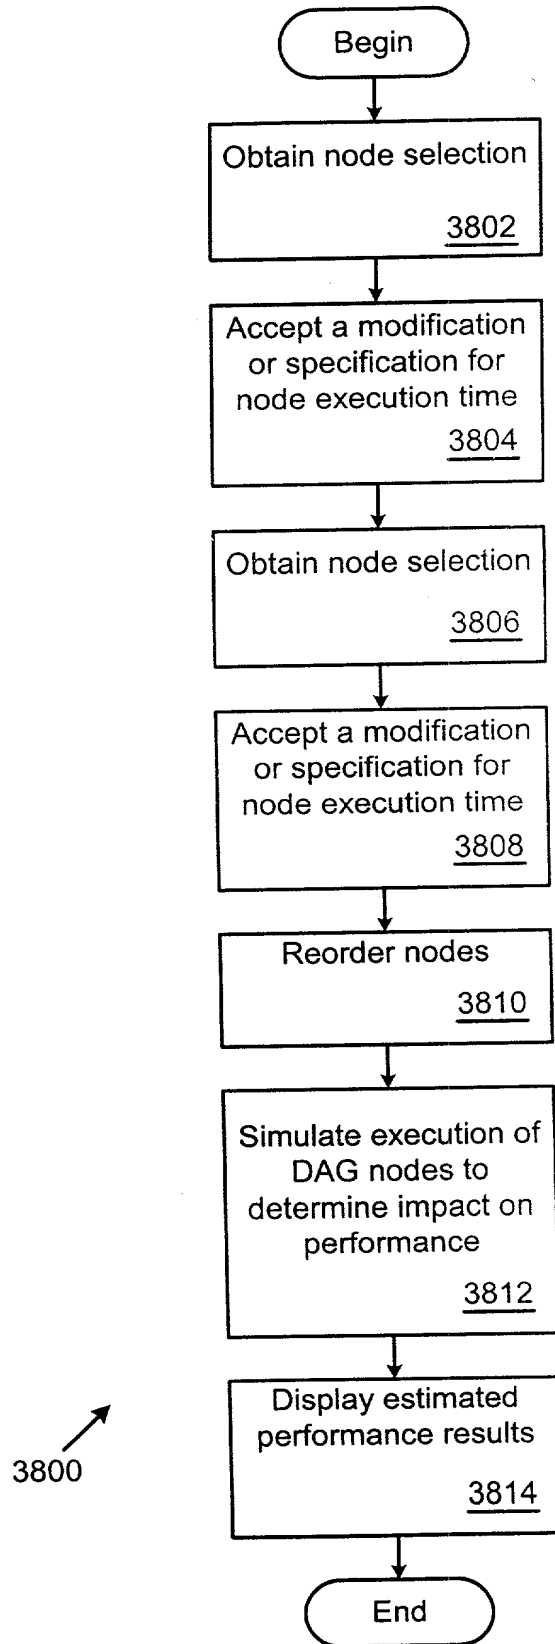 Begin
Obtain node selection
3802
Accept a modification
or specification for
node execution time
3804
Obtain node selection
3806
Accept a modification
or specification for
node execution time
3808
Reorder nodes
3810
Simulate execution of
DAG nodes to
determine impact on
performance
3812
Display estimated
performance results
3814
3800
End